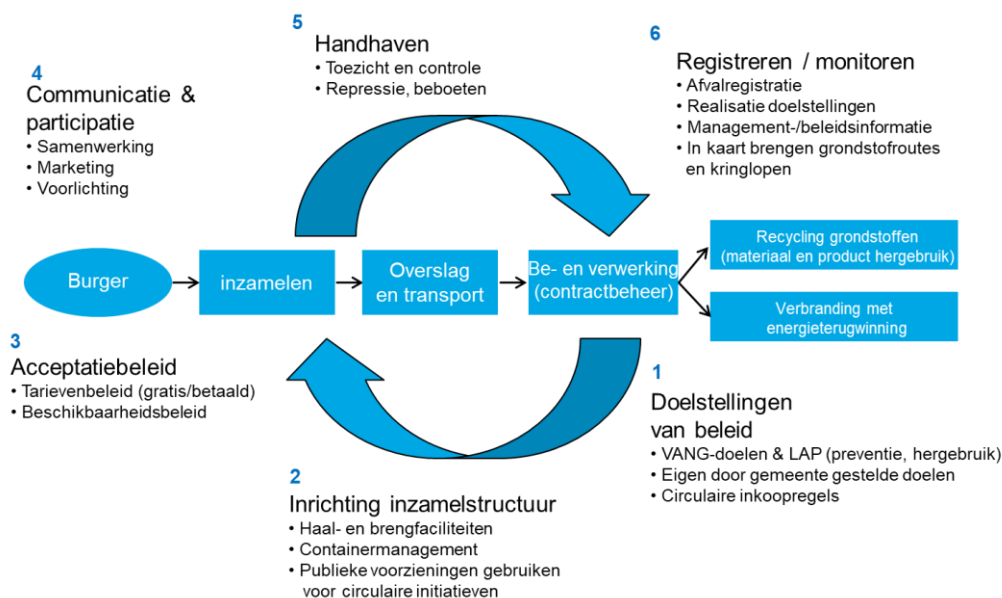 5
Handhaven
• Toezicht en controle
• Repressie, beboeten
6
Registreren / monitoren
• Afvalregistratie
• Realisatie doelstellingen
• Management-/beleidsinformatie
• In kaart brengen grondstofroutes
en kringlopen
4
Communicatie &
participatie
• Samenwerking
• Marketing
• Voorlichting
Burger
inzamelen
Overslag
en transport
Be- en verwerking
(contractbeheer)
Recycling grondstoffen
(materiaal en product hergebruik)
Verbranding met
energieterugwinning
3
Acceptatiebeleid
• Tarievenbeleid (gratis/betaald)
• Beschikbaarheidsbeleid
2
Inrichting inzamelstructuur
• Haal- en brengfaciliteiten
• Containermanagement
• Publieke voorzieningen gebruiken
voor circulaire initiatieven
1
Doelstellingen
van beleid
• VANG-doelen & LAP (preventie, hergebruik)
• Eigen door gemeente gestelde doelen
• Circulaire inkoopregels